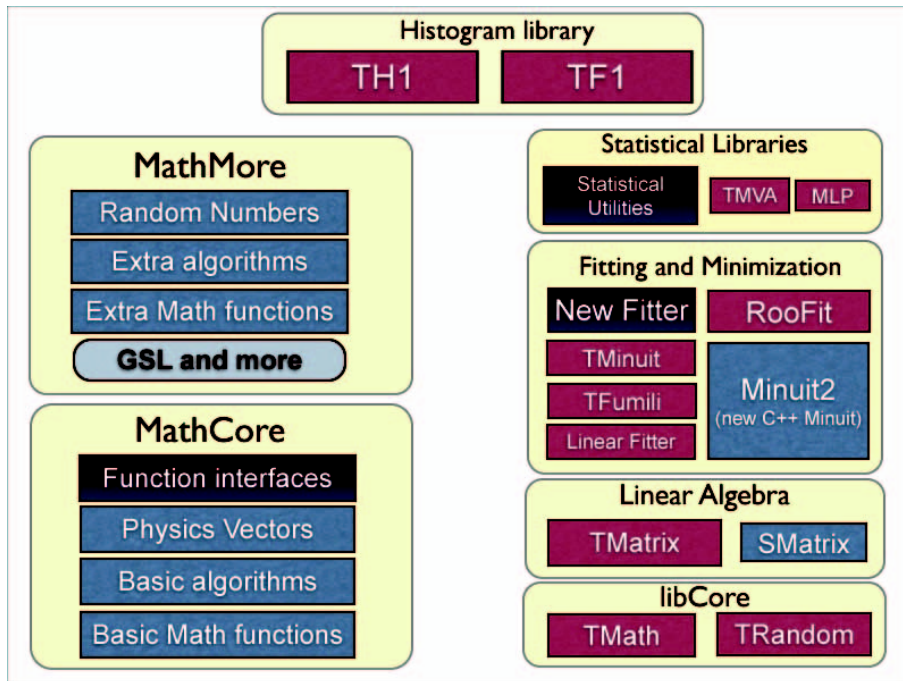 Histogram library
TH1
TF1
MathMore
Random Numbers
Extra algorithms
Extra Math functions
GSL and more
MathCore
Function interfaces
Physics Vectors
Basic algorithms
Basic Math functions
Statistical Libraries
Statistical
Utilities
TMVA
MLP
Fitting and Minimization
New Fitter
RooFit
TMinuit
TFumili
Linear Fitter
Minuit2
(new C++ Minuit)
Linear Algebra
TMatrix
SMatrix
libCore
TMath
TRandom